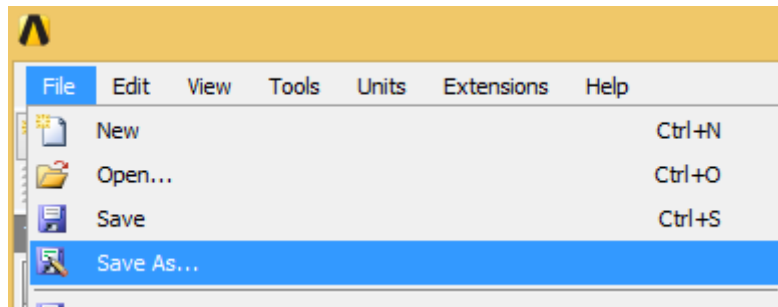 File Edit View Tools Units Extensions Help
New Ctrl+N
Open... Ctrl+O
Save Ctrl+S
Save As...